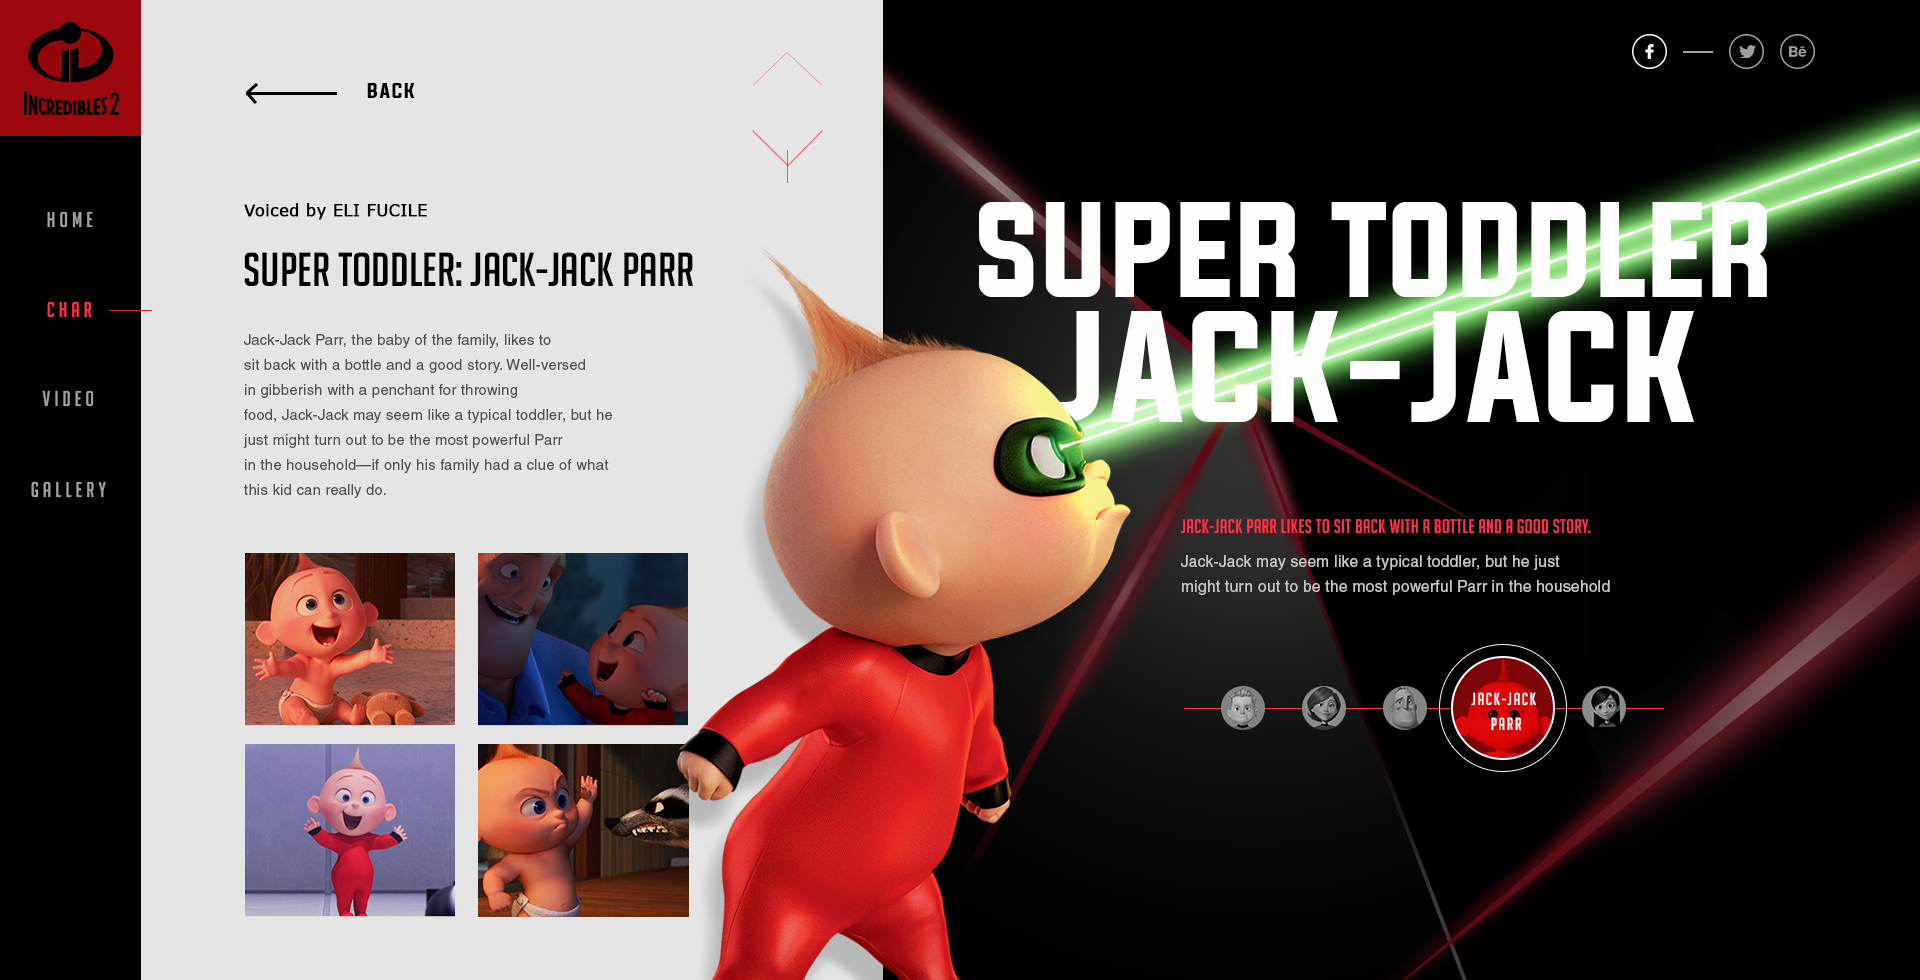 INCREDIBLES 2
HOME
CHAR
VIDEO
GALLERY
BACK
Voiced by ELI FUCILE
SUPER TODDLER: JACK-JACK PARR
Jack-Jack Parr, the baby of the family, likes to
sit back with a bottle and a good story. Well-versed
in gibberish with a penchant for throwing
food, Jack-Jack may seem like a typical toddler, but he
just might turn out to be the most powerful Parr
in the household—if only his family had a clue of what
this kid can really do.
f
Bē
SUPER TODDLER
JACK-JACK
JACK-JACK PARR LIKES TO SIT BACK WITH A BOTTLE AND A GOOD STORY.
Jack-Jack may seem like a typical toddler, but he just
might turn out to be the most powerful Parr in the household
JACK-JACK
PARR